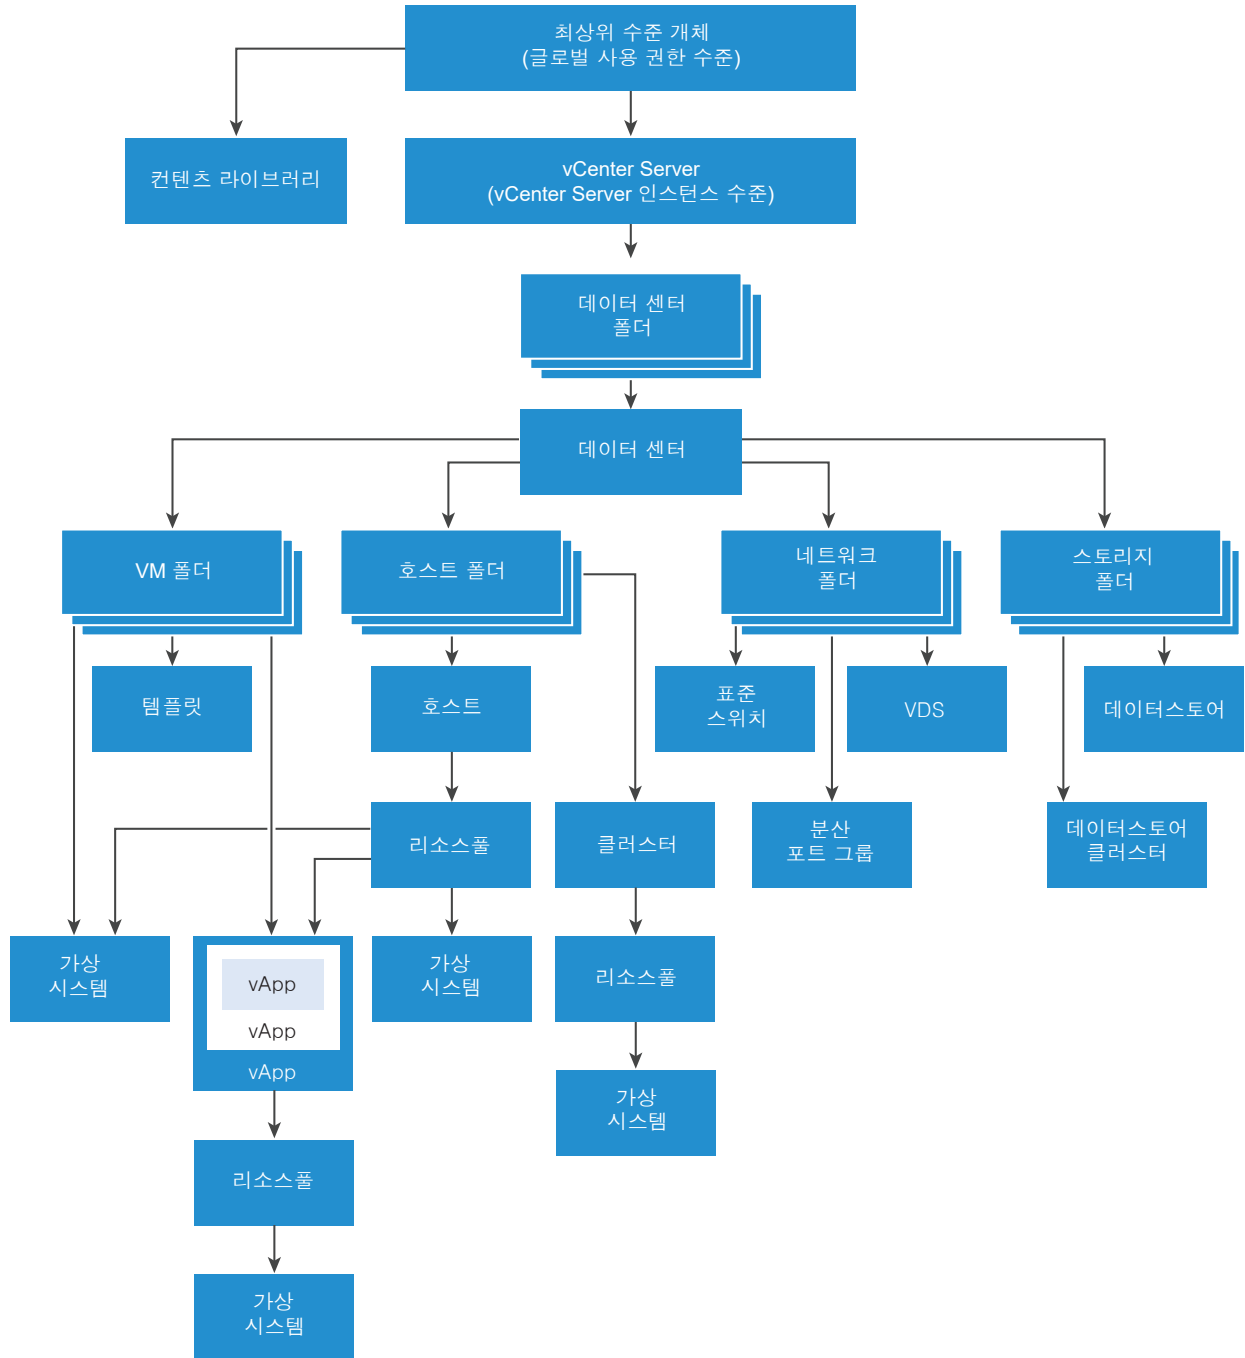 최상위 수준 개체
(글로벌 사용 권한 수준)
컨텐츠 라이브러리
vCenter Server
(vCenter Server 인스턴스 수준)
데이터 센터
폴더
데이터 센터
VM 폴더
호스트 폴더
네트워크
폴더
스토리지
폴더
템플릿
호스트
표준
스위치
VDS
데이터스토어
리소스풀
클러스터
분산
포트 그룹
데이터스토어
클러스터
가상
시스템
vApp
vApp
vApp
가상
시스템
리소스풀
가상
시스템
리소스풀
가상
시스템